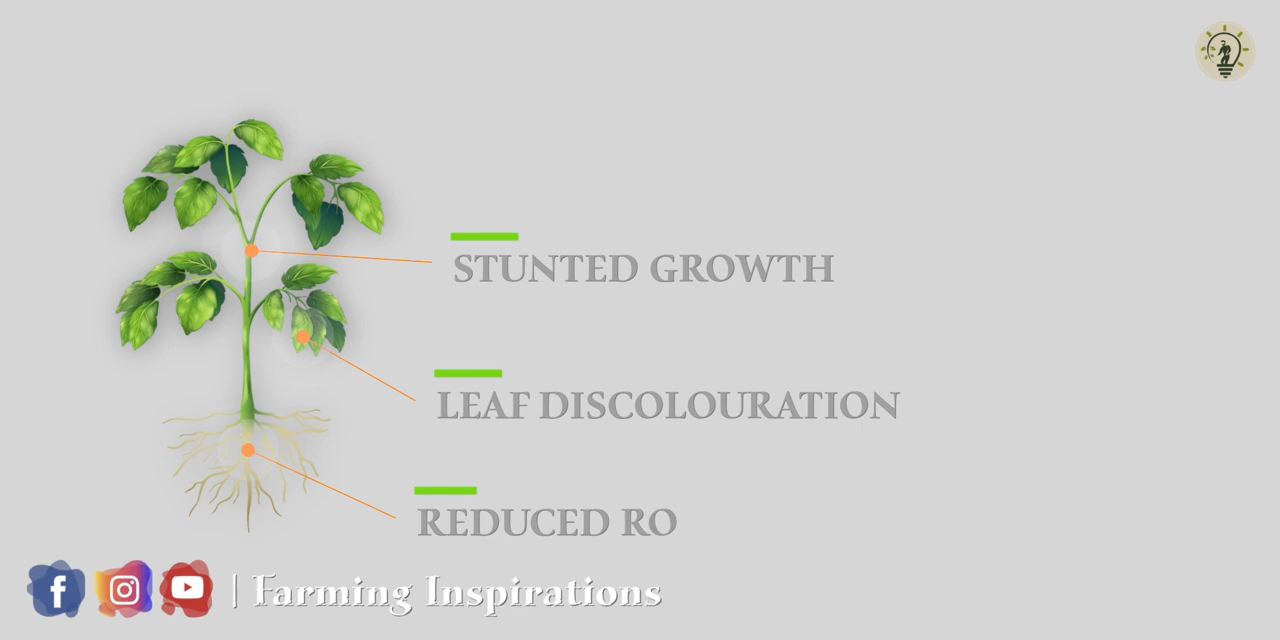 STUNTED GROWTH
LEAF DISCOLOURATION
REDUCED RO
| Farming Inspirations